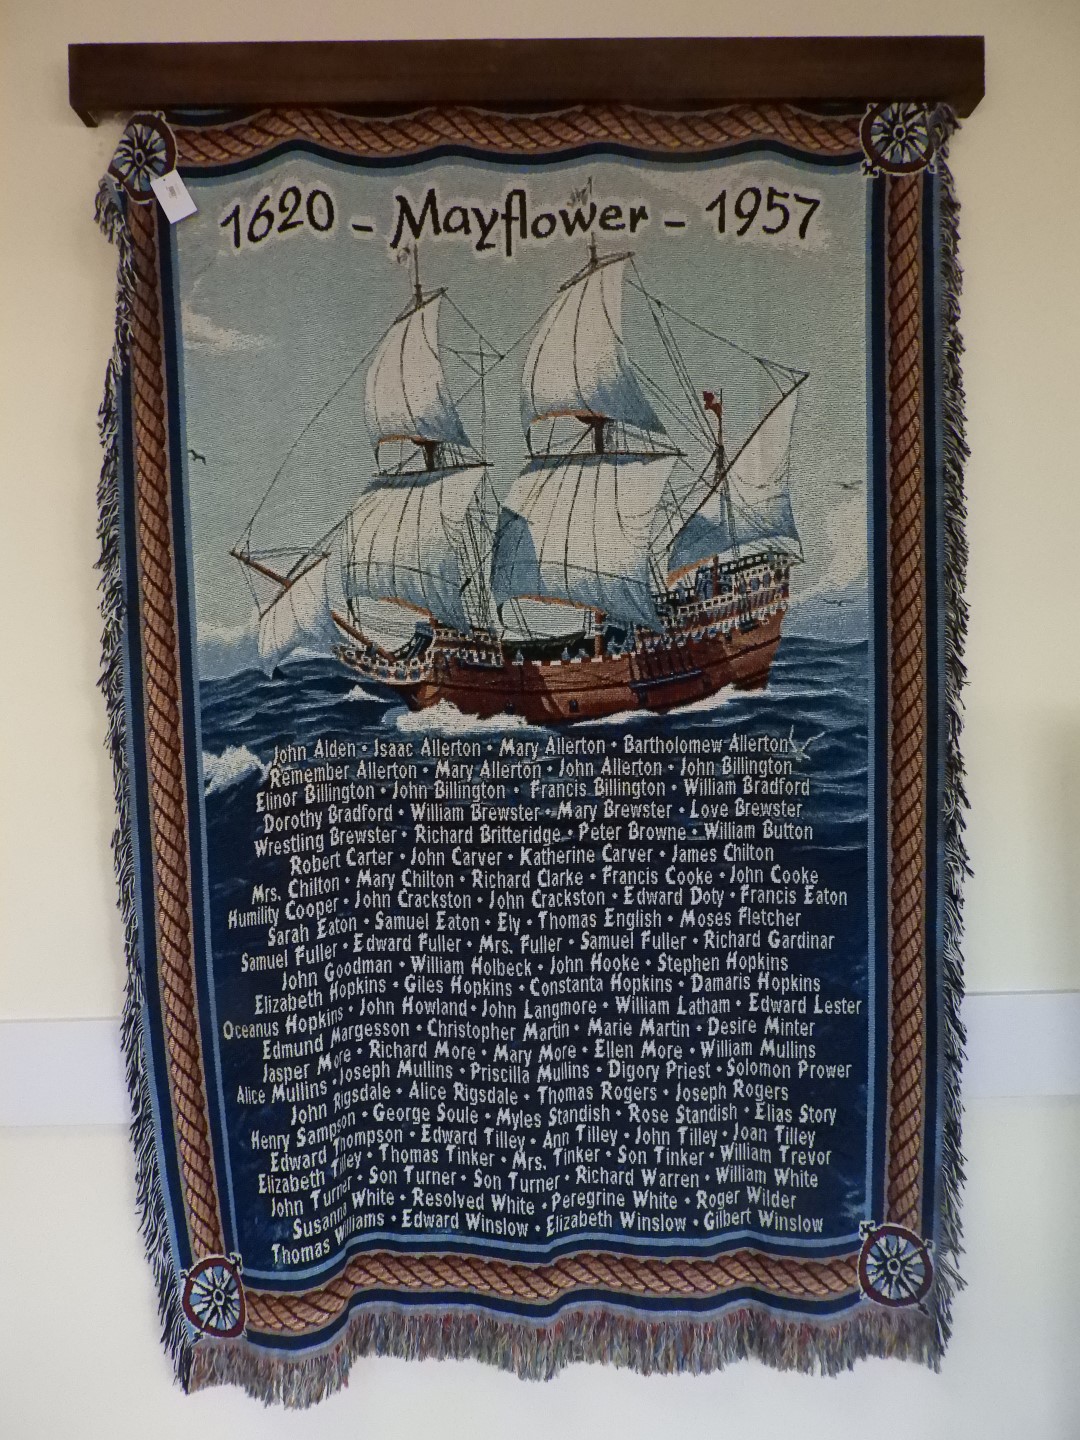 1620 - Mayflower - 1957
John Alden • Isaac Allerton • Mary Allerton • Bartholomew Allerton
Remember Allerton • Mary Allerton • John Allerton • John Billington
Elinor Billington • John Billington • Francis Billington • William Bradford
Dorothy Bradford • William Brewster • Mary Brewster • Love Brewster
Wrestling Brewster • Richard Britteridge • Peter Browne • William Button
Robert Carter • John Carver • Katherine Carver • James Chilton
Mrs. Chilton • Mary Chilton • Richard Clarke • Francis Cooke • John Cooke
Humility Cooper • John Crackston • John Crackston • Edward Doty • Francis Eaton
Sarah Eaton • Samuel Eaton • Ely • Thomas English • Moses Fletcher
Samuel Fuller • Edward Fuller • Mrs. Fuller • Samuel Fuller • Richard Gardinar
John Goodman • William Holbeck • John Hooke • Stephen Hopkins
Elizabeth Hopkins • Giles Hopkins • Constanta Hopkins • Damaris Hopkins
Oceanus Hopkins • John Howland • John Langmore • William Latham • Edward Lester
Edmund Margesson • Christopher Martin • Marie Martin • Desire Minter
Jasper More • Richard More • Mary More • Ellen More • William Mullins
Alice Mullins • Joseph Mullins • Priscilla Mullins • Digory Priest • Solomon Prower
John Rigsdale • Alice Rigsdale • Thomas Rogers • Joseph Rogers
Henry Sampson • George Soule • Myles Standish • Rose Standish • Elias Story
Edward Thompson • Edward Tilley • Ann Tilley • John Tilley • Joan Tilley
Elizabeth Tilley • Thomas Tinker • Mrs. Tinker • Son Tinker • William Trevor
John Turner • Son Turner • Son Turner • Richard Warren • William White
Susanna White • Resolved White • Peregrine White • Roger Wilder
Thomas Williams • Edward Winslow • Elizabeth Winslow • Gilbert Winslow